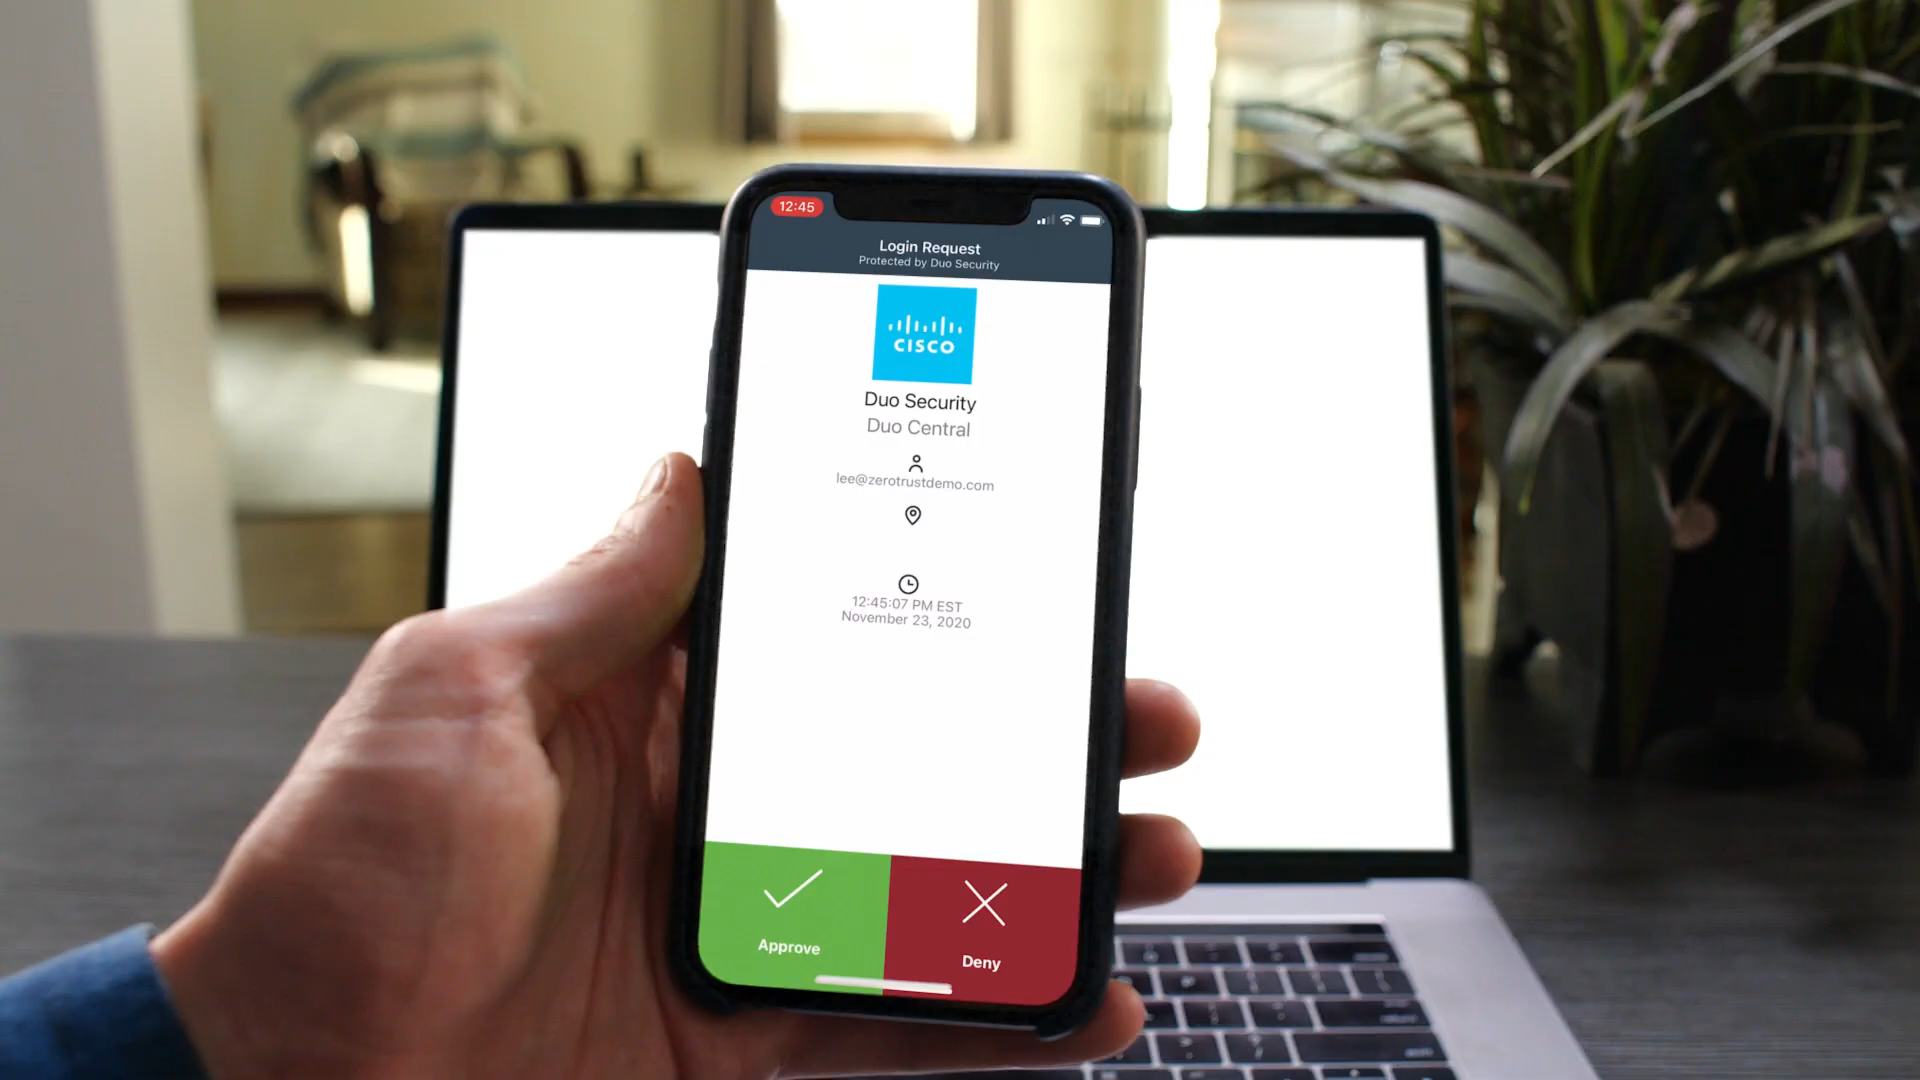 12:45
Login Request
Protected by Duo Security
CISCO
Duo Security
Duo Central
lee@zerotrustdemo.com
12:45:07 PM EST
November 23, 2020
Approve
Deny